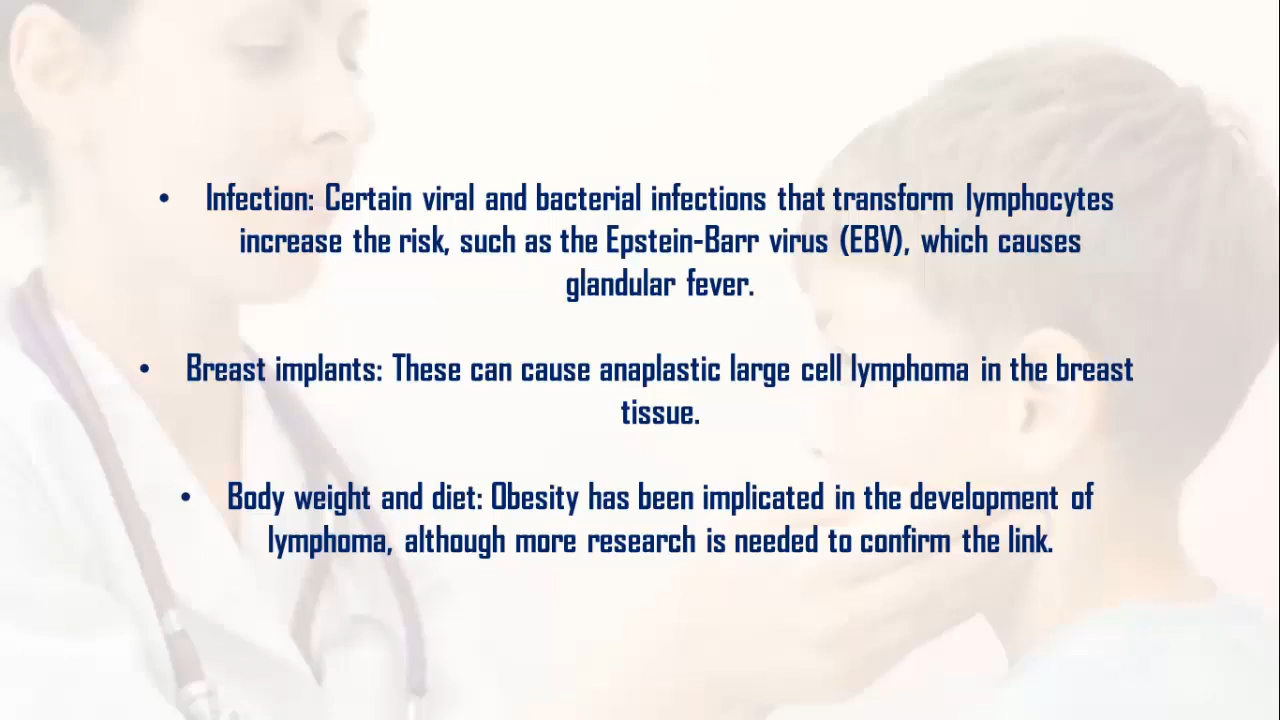 • Infection: Certain viral and bacterial infections that transform lymphocytes
increase the risk, such as the Epstein-Barr virus (EBV), which causes
glandular fever.
• Breast implants: These can cause anaplastic large cell lymphoma in the breast
tissue.
• Body weight and diet: Obesity has been implicated in the development of
lymphoma, although more research is needed to confirm the link.